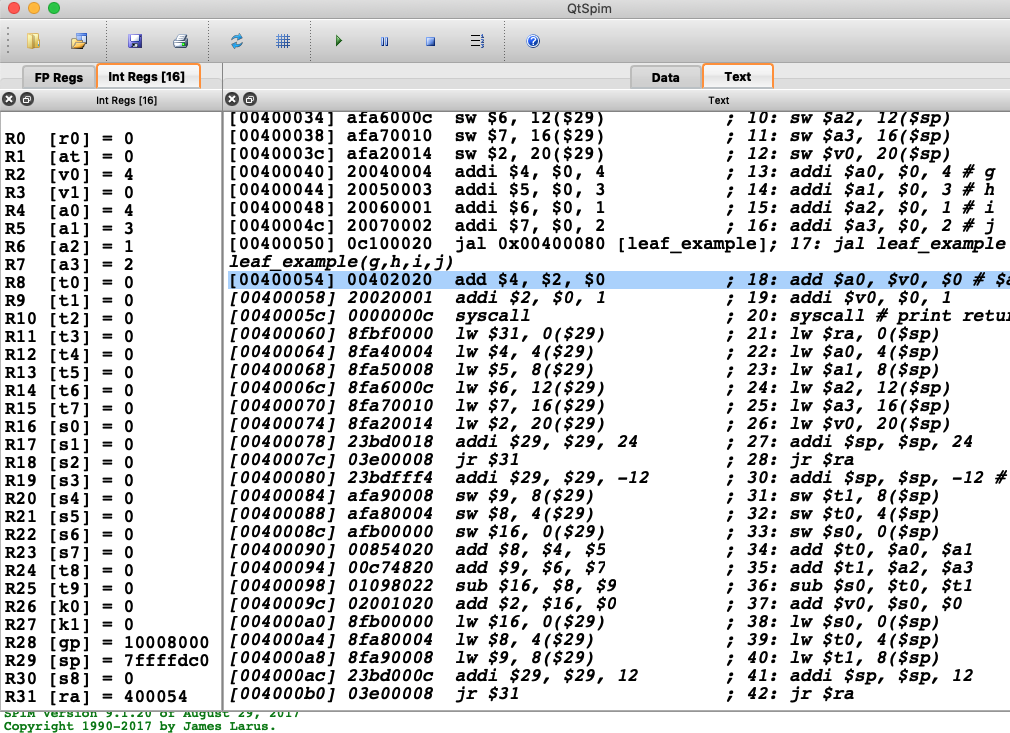 QtSpim
FP Regs
Int Regs [16]
Data
Text
Int Regs [16]
Text
R0 [r0] = 0
R1 [at] = 0
R2 [v0] = 4
R3 [v1] = 0
R4 [a0] = 4
R5 [a1] = 3
R6 [a2] = 1
R7 [a3] = 2
R8 [t0] = 0
R9 [t1] = 0
R10 [t2] = 0
R11 [t3] = 0
R12 [t4] = 0
R13 [t5] = 0
R14 [t6] = 0
R15 [t7] = 0
R16 [s0] = 0
R17 [s1] = 0
R18 [s2] = 0
R19 [s3] = 0
R20 [s4] = 0
R21 [s5] = 0
R22 [s6] = 0
R23 [s7] = 0
R24 [t8] = 0
R25 [t9] = 0
R26 [k0] = 0
R27 [k1] = 0
R28 [gp] = 10008000
R29 [sp] = 7ffffdc0
R30 [s8] = 0
R31 [ra] = 400054
[00400034] afa6000c sw $6, 12($29) ; 10: sw $a2, 12($sp)
[00400038] afa70010 sw $7, 16($29) ; 11: sw $a3, 16($sp)
[0040003c] afa20014 sw $2, 20($29) ; 12: sw $v0, 20($sp)
[00400040] 20040004 addi $4, $0, 4 ; 13: addi $a0, $0, 4 # g
[00400044] 20050003 addi $5, $0, 3 ; 14: addi $a1, $0, 3 # h
[00400048] 20060001 addi $6, $0, 1 ; 15: addi $a2, $0, 1 # i
[0040004c] 20070002 addi $7, $0, 2 ; 16: addi $a3, $0, 2 # j
[00400050] 0c100020 jal 0x00400080 [leaf_example]; 17: jal leaf_example
leaf_example(g,h,i,j)
[00400054] 00402020 add $4, $2, $0 ; 18: add $a0, $v0, $0 # $a
[00400058] 20020001 addi $2, $0, 1 ; 19: addi $v0, $0, 1
[0040005c] 0000000c syscall ; 20: syscall # print retur
[00400060] 8fbf0000 lw $31, 0($29) ; 21: lw $ra, 0($sp)
[00400064] 8fa40004 lw $4, 4($29) ; 22: lw $a0, 4($sp)
[00400068] 8fa50008 lw $5, 8($29) ; 23: lw $a1, 8($sp)
[0040006c] 8fa6000c lw $6, 12($29) ; 24: lw $a2, 12($sp)
[00400070] 8fa70010 lw $7, 16($29) ; 25: lw $a3, 16($sp)
[00400074] 8fa20014 lw $2, 20($29) ; 26: lw $v0, 20($sp)
[00400078] 23bd0018 addi $29, $29, 24 ; 27: addi $sp, $sp, 24
[0040007c] 03e00008 jr $31 ; 28: jr $ra
[00400080] 23bdfff4 addi $29, $29, -12 ; 30: addi $sp, $sp, -12 #
[00400084] afa90008 sw $9, 8($29) ; 31: sw $t1, 8($sp)
[00400088] afa80004 sw $8, 4($29) ; 32: sw $t0, 4($sp)
[0040008c] afb00000 sw $16, 0($29) ; 33: sw $s0, 0($sp)
[00400090] 00854020 add $8, $4, $5 ; 34: add $t0, $a0, $a1
[00400094] 00c74820 add $9, $6, $7 ; 35: add $t1, $a2, $a3
[00400098] 01098022 sub $16, $8, $9 ; 36: sub $s0, $t0, $t1
[0040009c] 02001020 add $2, $16, $0 ; 37: add $v0, $s0, $0
[004000a0] 8fb00000 lw $16, 0($29) ; 38: lw $s0, 0($sp)
[004000a4] 8fa80004 lw $8, 4($29) ; 39: lw $t0, 4($sp)
[004000a8] 8fa90008 lw $9, 8($29) ; 40: lw $t1, 8($sp)
[004000ac] 23bd000c addi $29, $29, 12 ; 41: addi $sp, $sp, 12
[004000b0] 03e00008 jr $31 ; 42: jr $ra
SPIM Version 9.1.20 of August 29, 2017
Copyright 1990-2017 by James Larus.